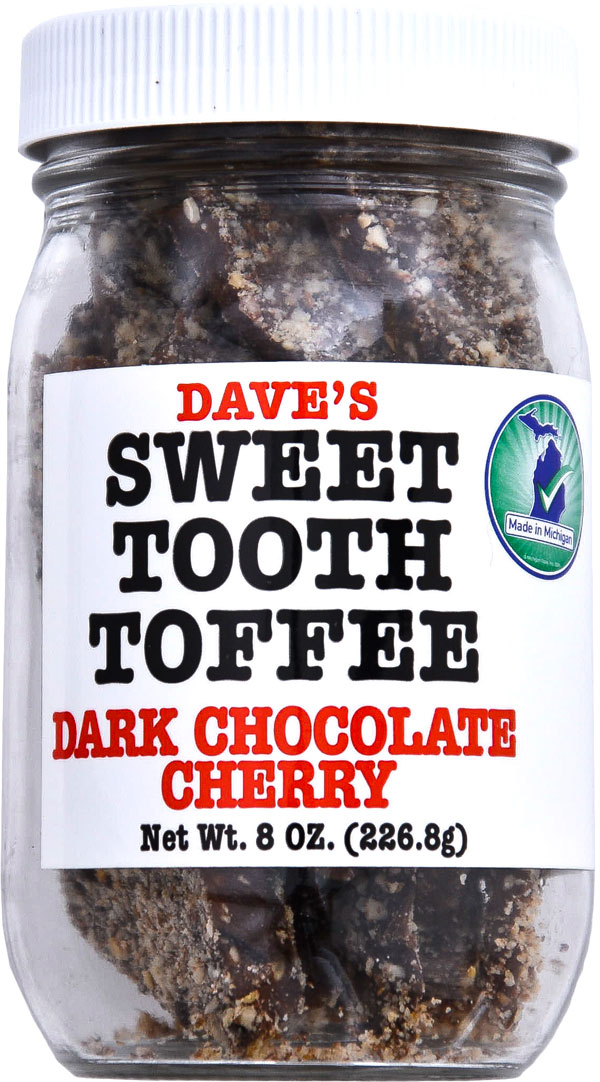 DAVE'S
SWEET
TOOTH
TOFFEE
DARK CHOCOLATE
CHERRY
Net Wt. 8 OZ. (226.8g)
Made in Michigan